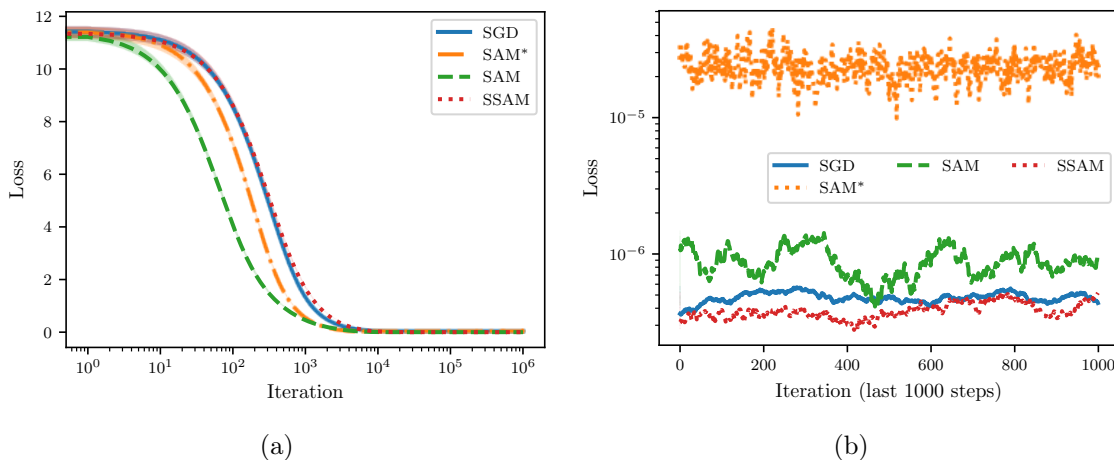 12
10
8
6
4
2
0
Loss
10^0
10^1
10^2
10^3
10^4
10^5
10^6
Iteration
SGD
SAM*
SAM
SSAM
(a)
10^−5
10^−6
Loss
0
200
400
600
800
1000
Iteration (last 1000 steps)
SGD
SAM*
SAM
SSAM
(b)